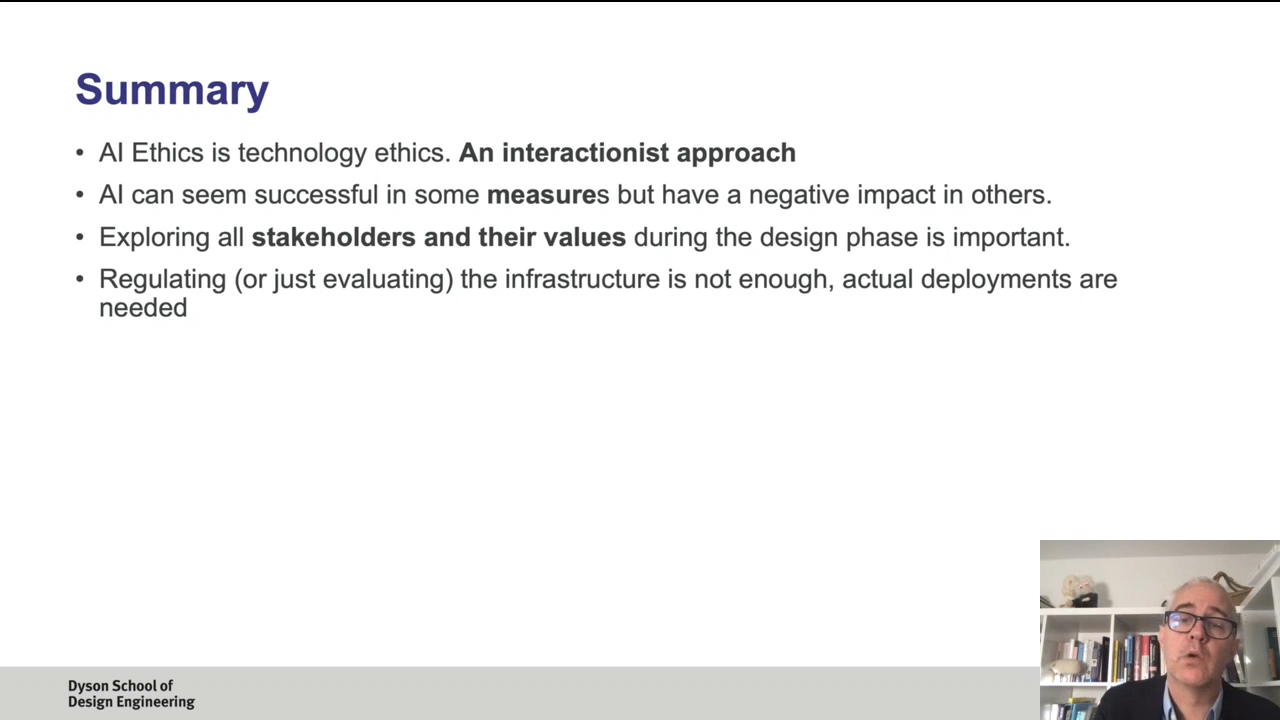 Summary
• AI Ethics is technology ethics. An interactionist approach
• AI can seem successful in some measures but have a negative impact in others.
• Exploring all stakeholders and their values during the design phase is important.
• Regulating (or just evaluating) the infrastructure is not enough, actual deployments are
needed
Dyson School of
Design Engineering